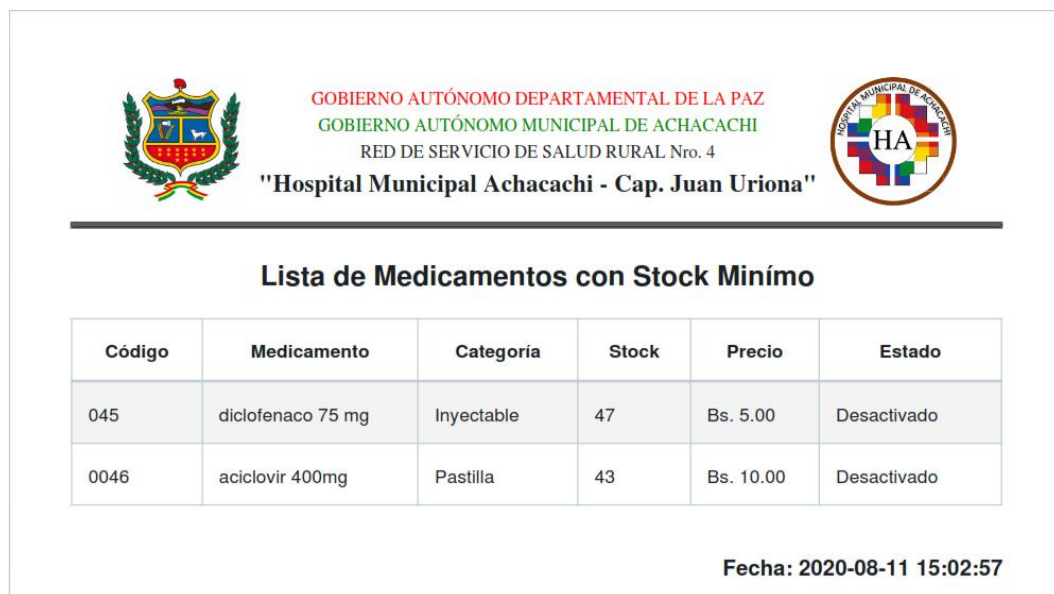 GOBIERNO AUTÓNOMO DEPARTAMENTAL DE LA PAZ
GOBIERNO AUTÓNOMO MUNICIPAL DE ACHACACHI
RED DE SERVICIO DE SALUD RURAL Nro. 4
"Hospital Municipal Achacachi - Cap. Juan Uriona"
HOSPITAL MUNICIPAL DE ACHACACHI
HA
Lista de Medicamentos con Stock Minímo
Código Medicamento Categoría Stock Precio Estado
045 diclofenaco 75 mg Inyectable 47 Bs. 5.00 Desactivado
0046 aciclovir 400mg Pastilla 43 Bs. 10.00 Desactivado
Fecha: 2020-08-11 15:02:57